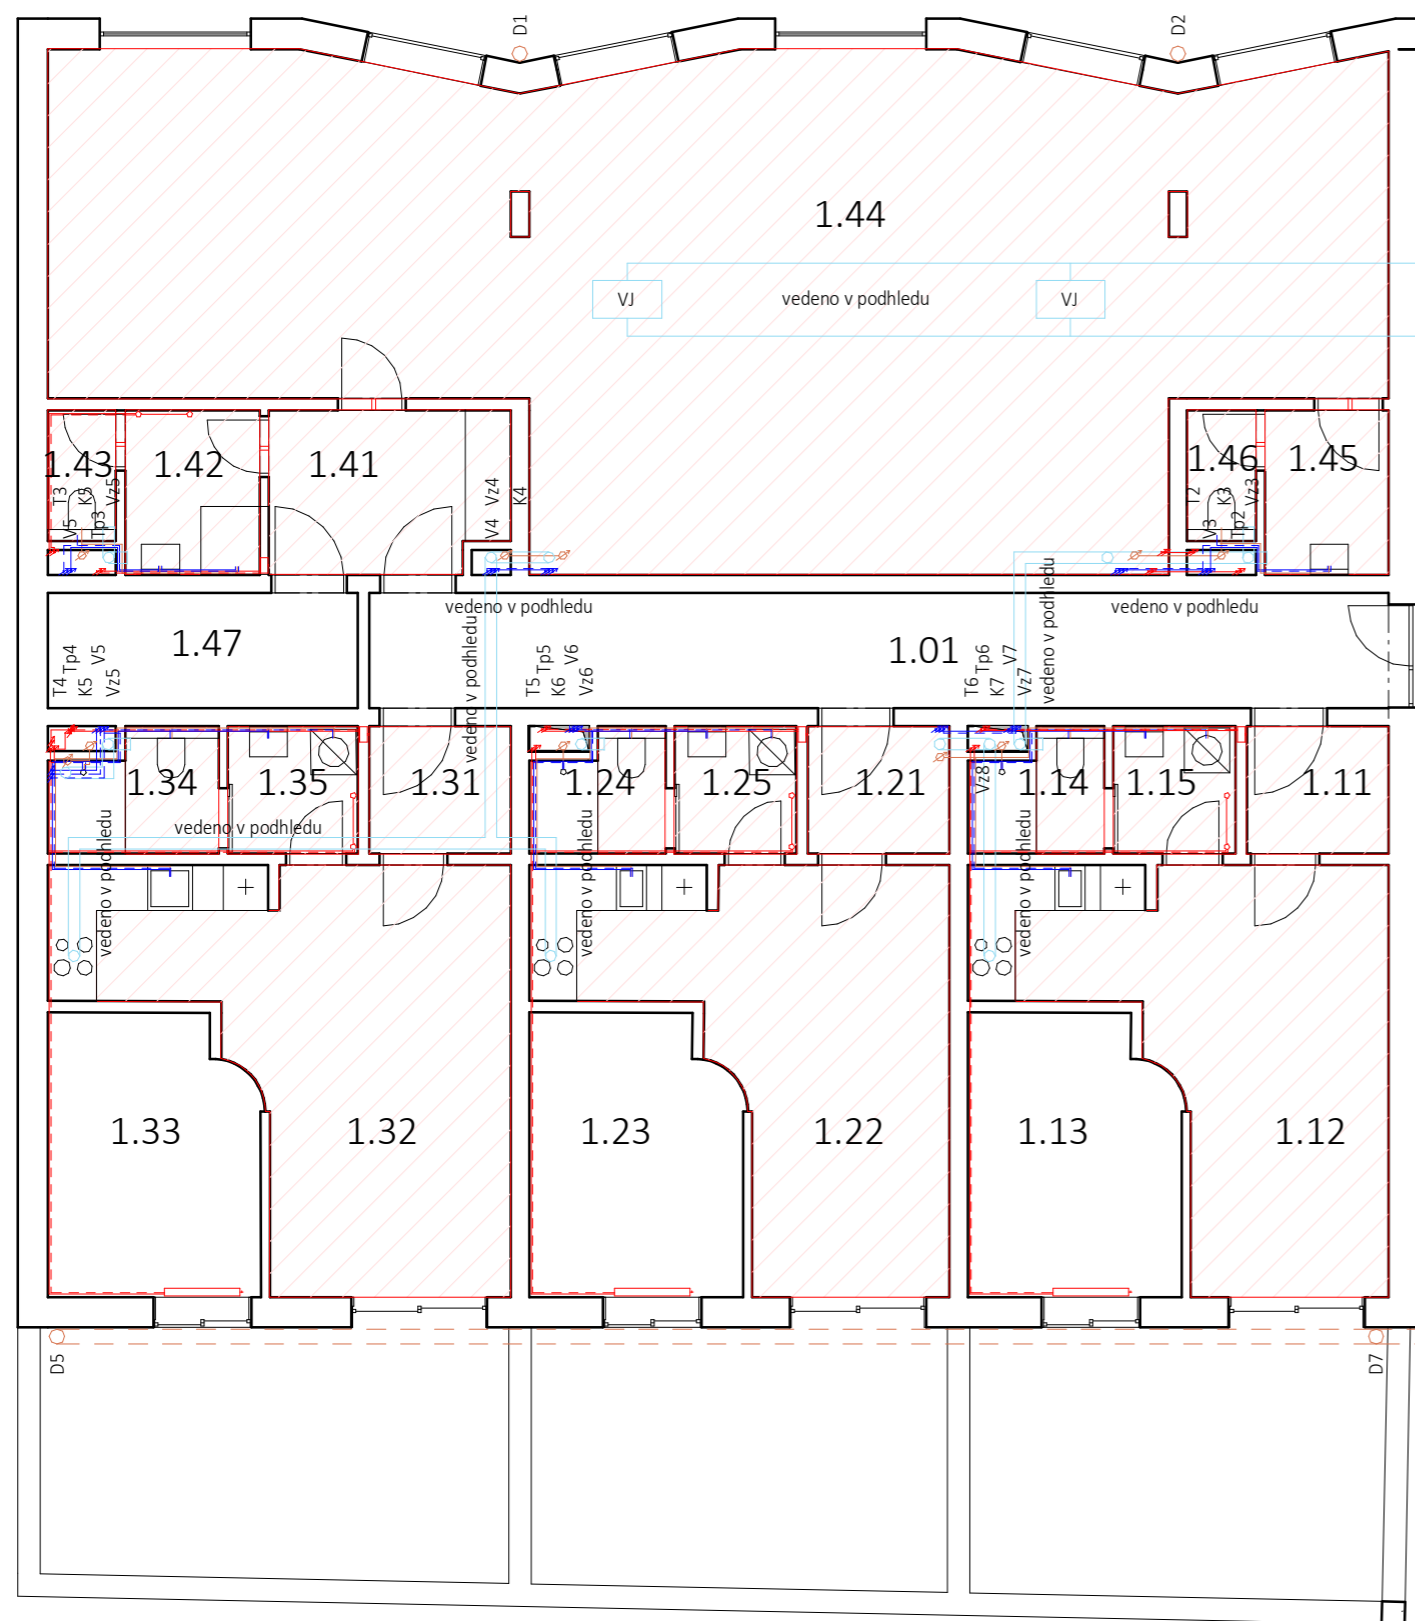 D1
D2
1.44
VJ
vedeno v podhledu
VJ
1.43
1.42
1.41
1.46
1.45
T3
K5
Vz5
V5
Tp3
V4
Vz4
K4
T2
K3
Vz3
V3
Tp2
vedeno v podhledu
vedeno v podhledu
1.47
1.01
vedeno v podhledu
vedeno v podhledu
T4
Tp4
K5
V5
Vz5
T5
Tp5
K6
V6
Vz6
T6
Tp6
K7
V7
Vz7
Vz8
1.34
1.35
1.31
1.24
1.25
1.21
1.14
1.15
1.11
vedeno v podhledu
vedeno v podhledu
vedeno v podhledu
vedeno v podhledu
1.33
1.32
1.23
1.22
1.13
1.12
D5
D7